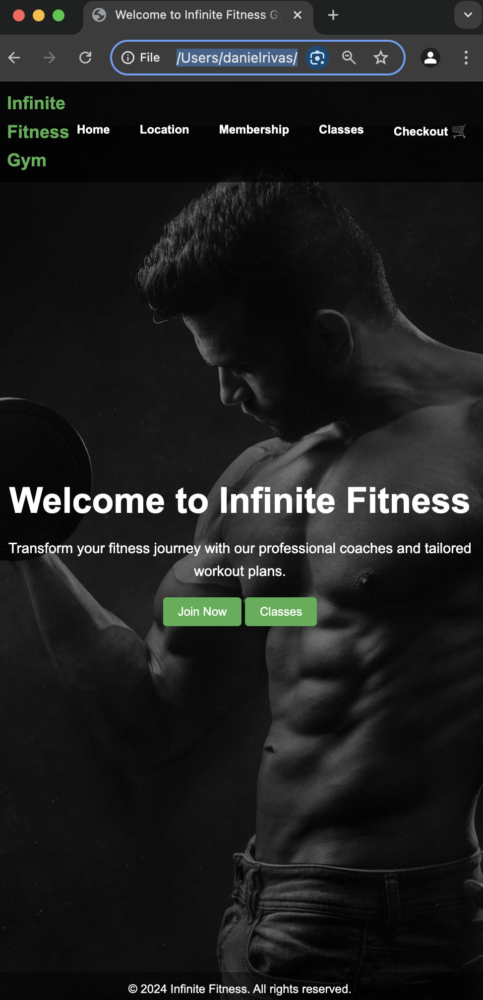 Welcome to Infinite Fitness G
File /Users/danielrivas/
Infinite
Fitness
Gym
Home Location Membership Classes Checkout
Welcome to Infinite Fitness
Transform your fitness journey with our professional coaches and tailored
workout plans.
Join Now Classes
© 2024 Infinite Fitness. All rights reserved.